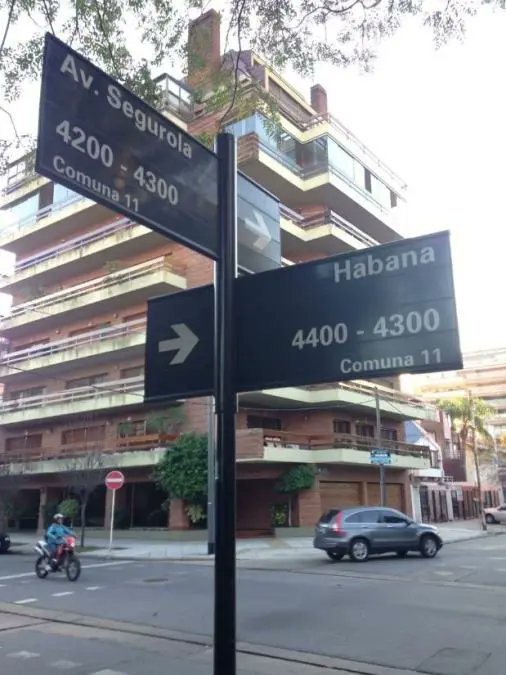 Av. Segurola
4200 - 4300
Comuna 11
Habana
4400 - 4300
Comuna 11